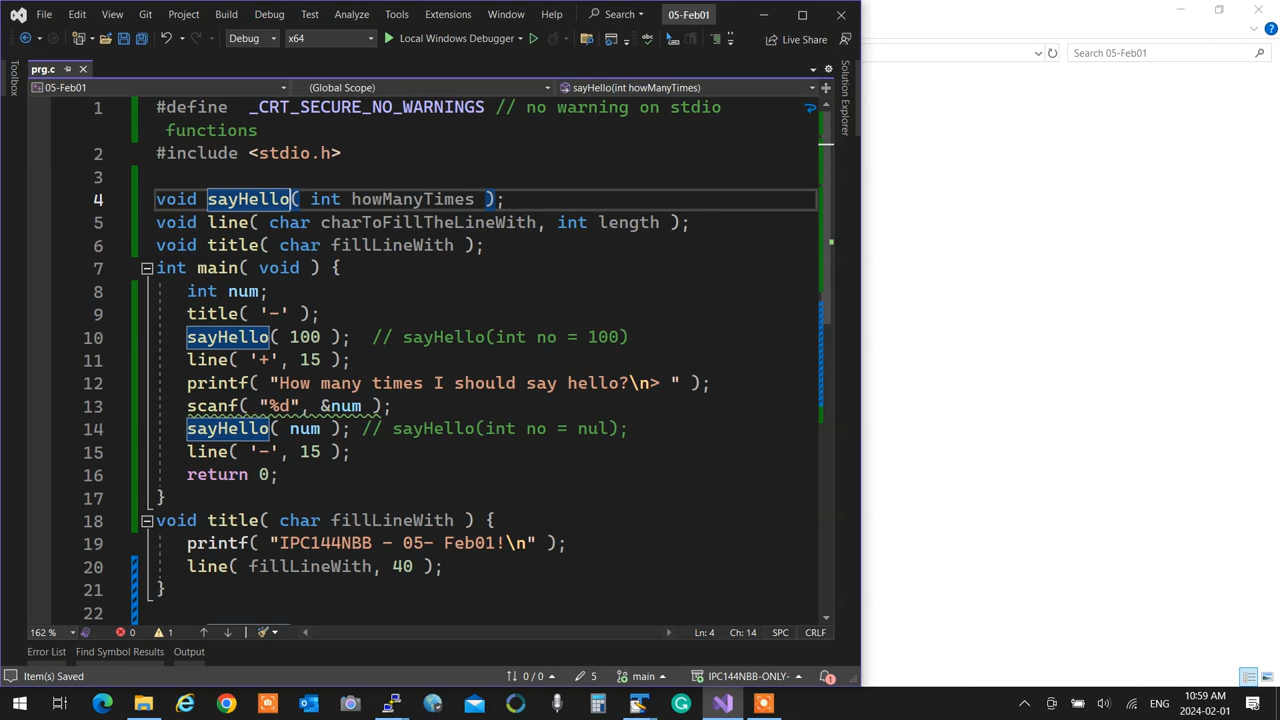 File Edit View Git Project Build Debug Test Analyze Tools Extensions Window Help Search 05-Feb01
Debug x64 Local Windows Debugger Live Share
prg.c
05-Feb01 (Global Scope) sayHello(int howManyTimes)
1 #define _CRT_SECURE_NO_WARNINGS // no warning on stdio
functions
2 #include <stdio.h>
3
4 void sayHello( int howManyTimes );
5 void line( char charToFillTheLineWith, int length );
6 void title( char fillLineWith );
7 int main( void ) {
8 int num;
9 title( '-' );
10 sayHello( 100 ); // sayHello(int no = 100)
11 line( '+', 15 );
12 printf( "How many times I should say hello?\n> " );
13 scanf( "%d", &num );
14 sayHello( num ); // sayHello(int no = nul);
15 line( '-', 15 );
16 return 0;
17 }
18 void title( char fillLineWith ) {
19 printf( "IPC144NBB - 05- Feb01!\n" );
20 line( fillLineWith, 40 );
21 }
22
162 % 0 1 Ln: 4 Ch: 14 SPC CRLF
Error List Find Symbol Results Output
Item(s) Saved 0 / 0 5 main IPC144NBB-ONLY- 1
Toolbox
Solution Explorer
Search 05-Feb01
ENG 10:59 AM
2024-02-01